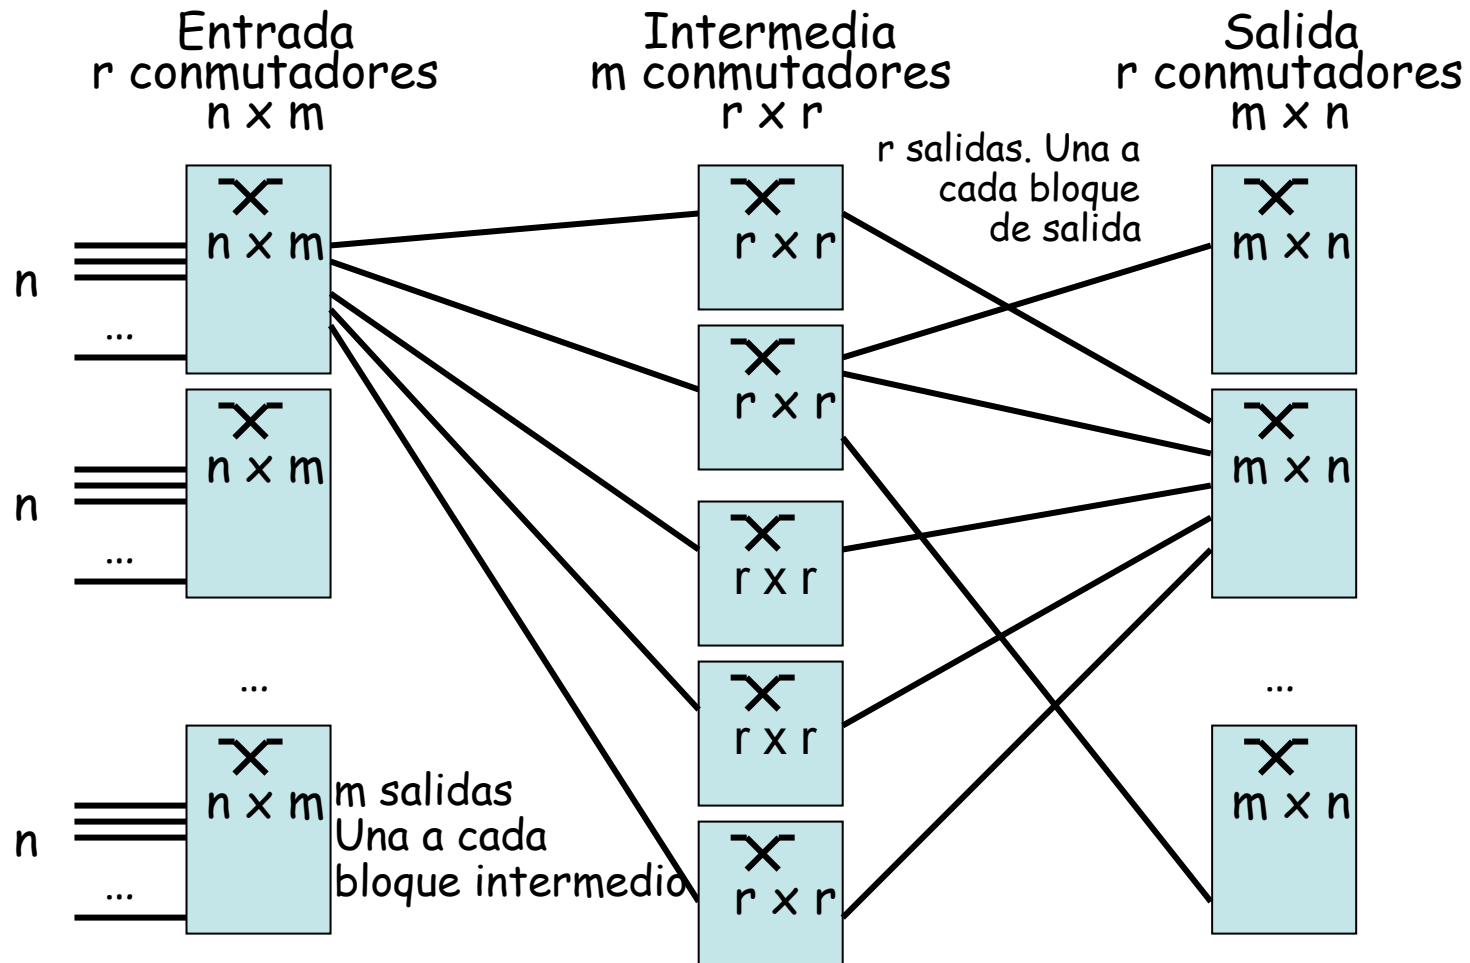 Entrada
r conmutadores
n x m
Intermedia
m conmutadores
r x r
Salida
r conmutadores
m x n
r salidas. Una a
cada bloque
de salida
n x m
r x r
m x n
n
...
r x r
n x m
m x n
n
...
r x r
...
...
r x r
n x m
m salidas
Una a cada
bloque intermedio
m x n
n
...
r x r